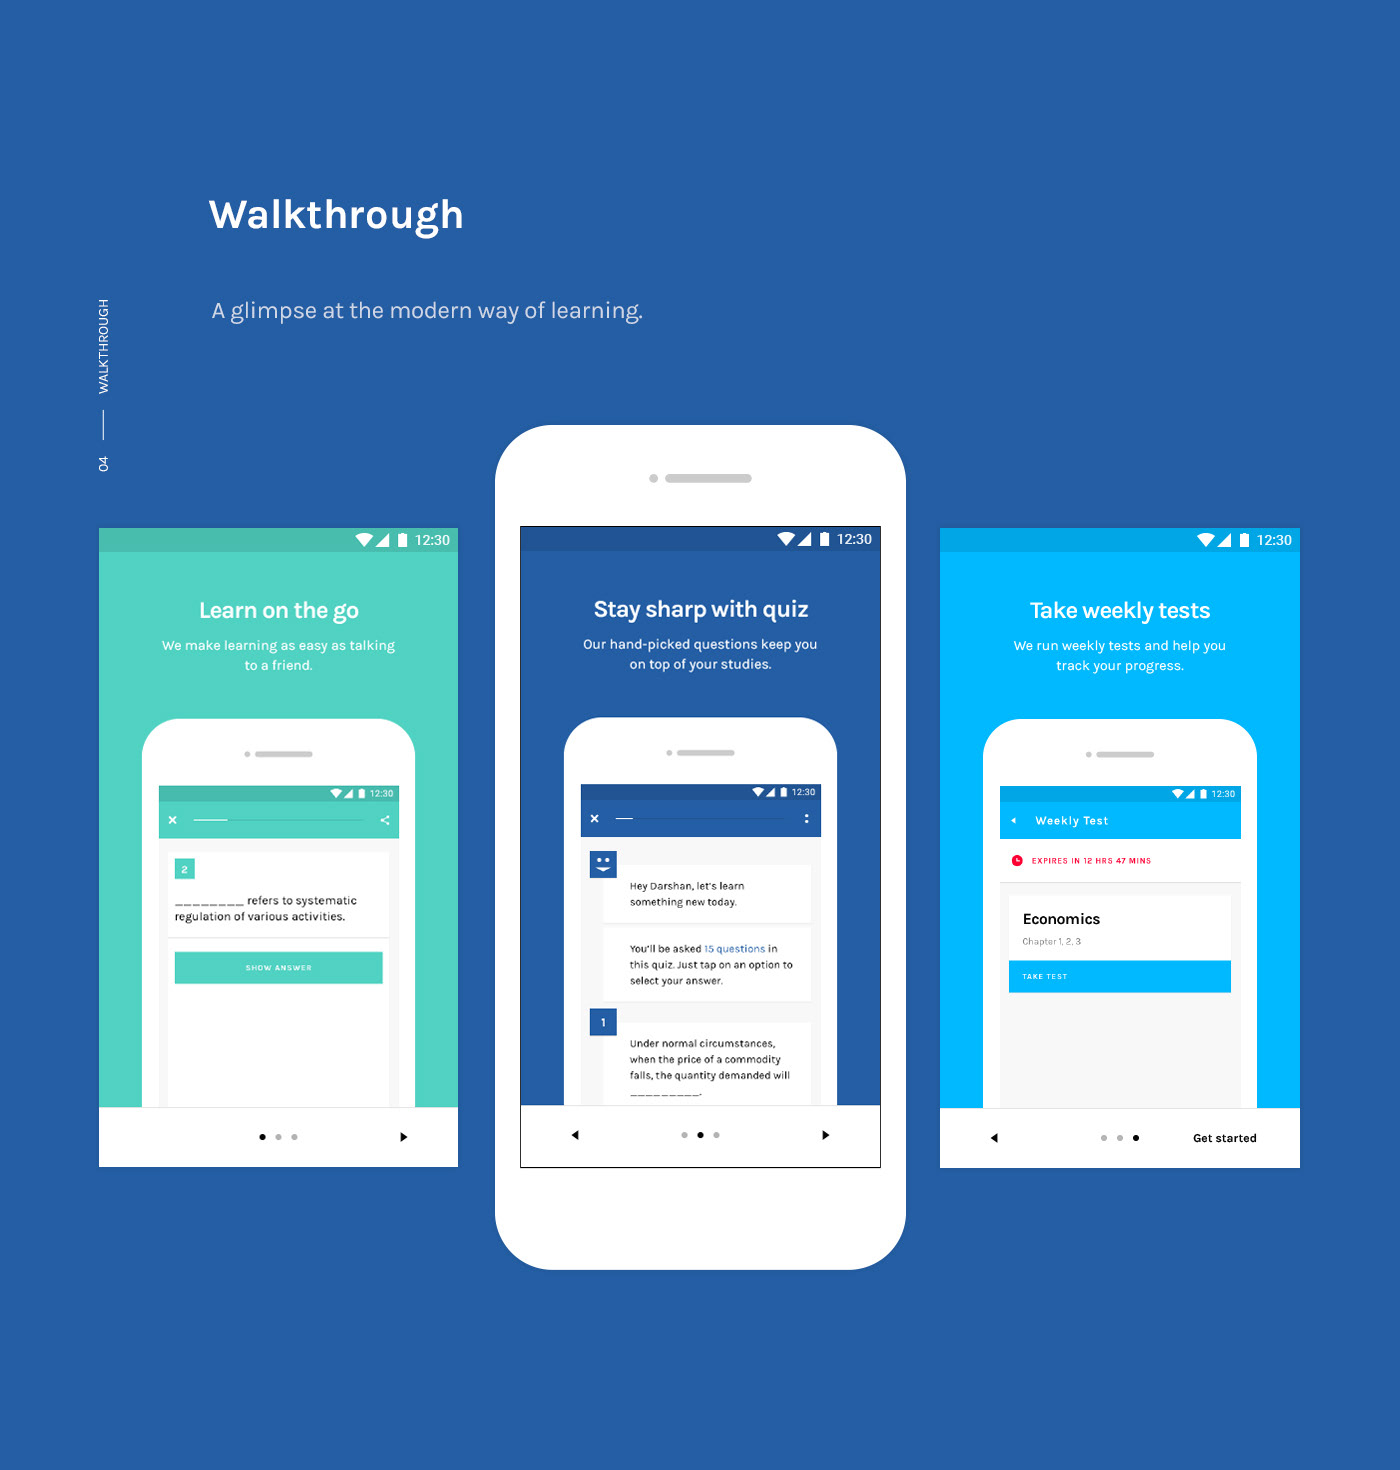 Walkthrough
A glimpse at the modern way of learning.
04 — WALKTHROUGH
12:30
Learn on the go
We make learning as easy as talking
to a friend.
12:30
2
________ refers to systematic
regulation of various activities.
SHOW ANSWER
12:30
Stay sharp with quiz
Our hand-picked questions keep you
on top of your studies.
12:30
Hey Darshan, let's learn
something new today.
You'll be asked 15 questions in
this quiz. Just tap on an option to
select your answer.
1
Under normal circumstances,
when the price of a commodity
falls, the quantity demanded will
_________.
12:30
Take weekly tests
We run weekly tests and help you
track your progress.
12:30
Weekly Test
EXPIRES IN 12 HRS 47 MINS
Economics
Chapter 1, 2, 3
TAKE TEST
Get started